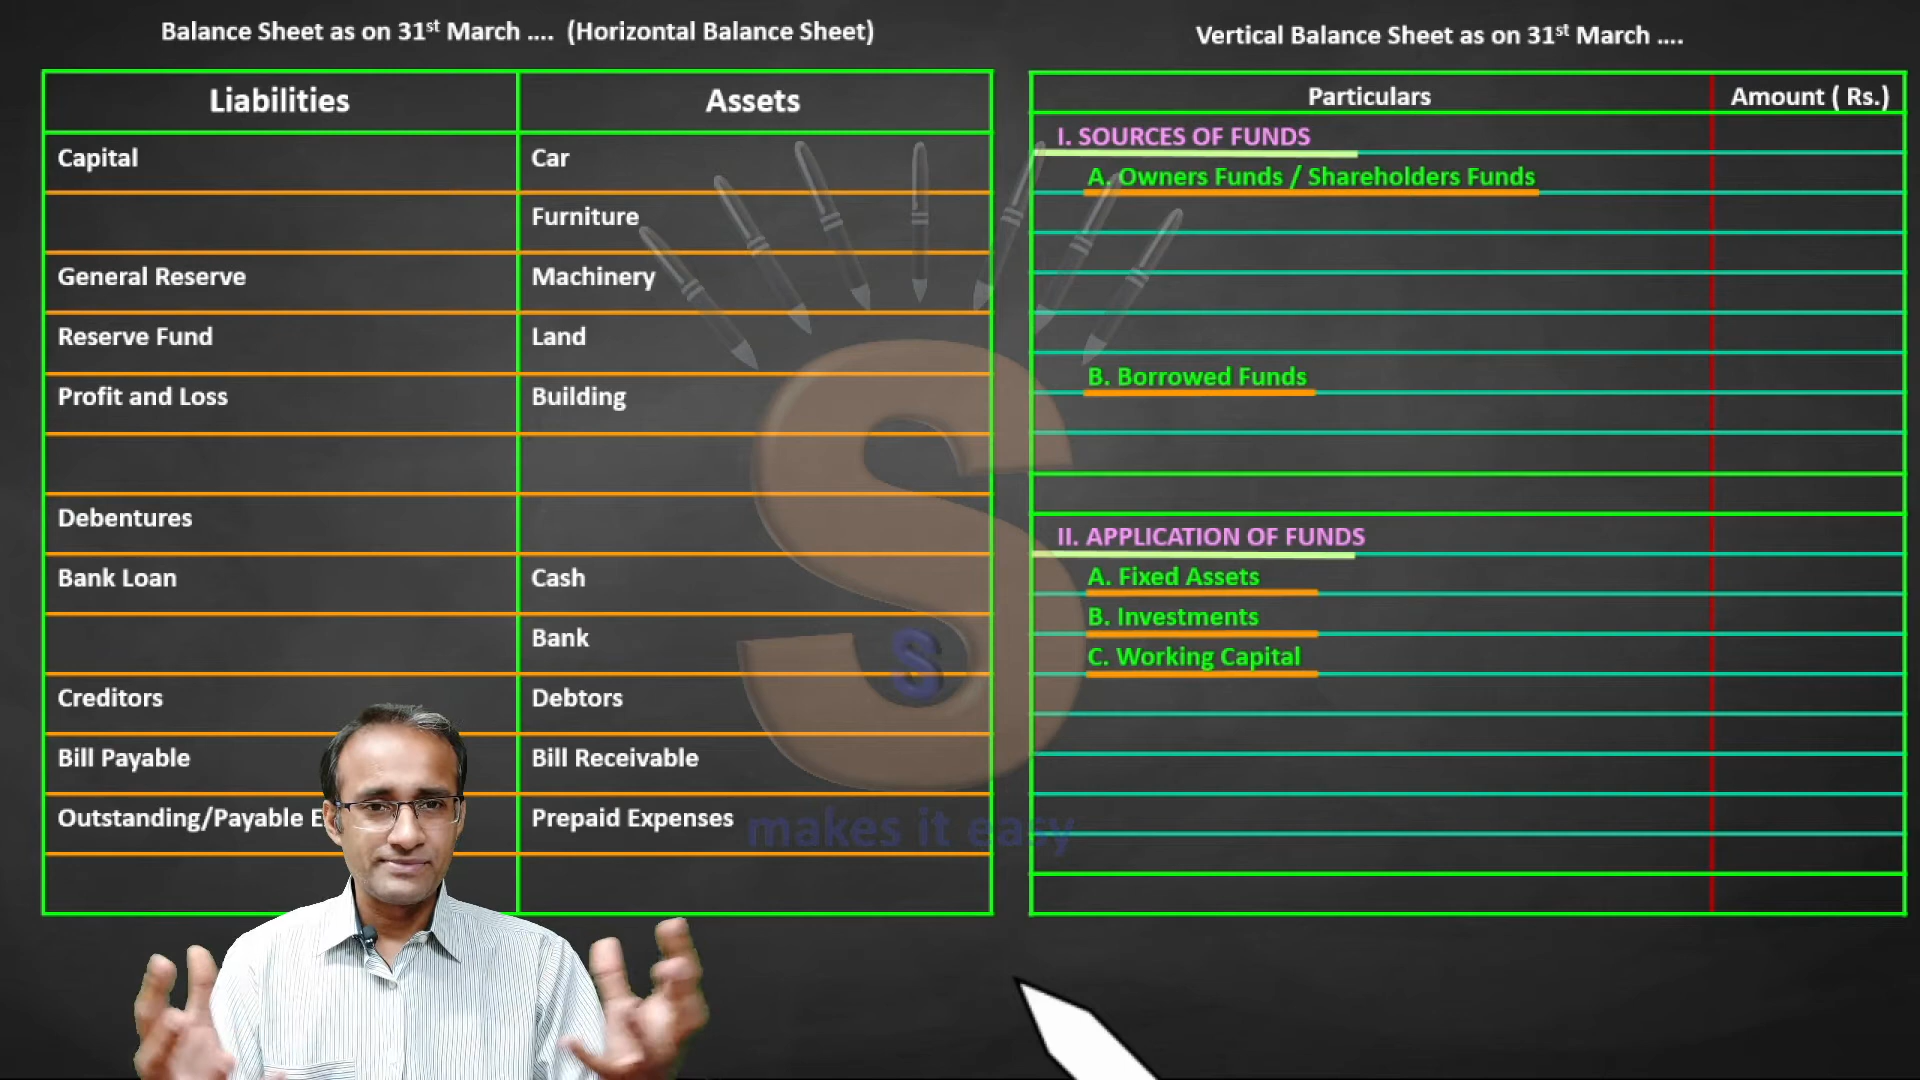 Balance Sheet as on 31st March .... (Horizontal Balance Sheet)
Liabilities
Assets
Capital
Car
Furniture
General Reserve
Machinery
Reserve Fund
Land
Profit and Loss
Building
Debentures
Bank Loan
Cash
Bank
Creditors
Debtors
Bill Payable
Bill Receivable
Outstanding/Payable E
Prepaid Expenses
Vertical Balance Sheet as on 31st March ....
Particulars
Amount ( Rs.)
I. SOURCES OF FUNDS
A. Owners Funds / Shareholders Funds
B. Borrowed Funds
II. APPLICATION OF FUNDS
A. Fixed Assets
B. Investments
C. Working Capital
S
S
makes it easy